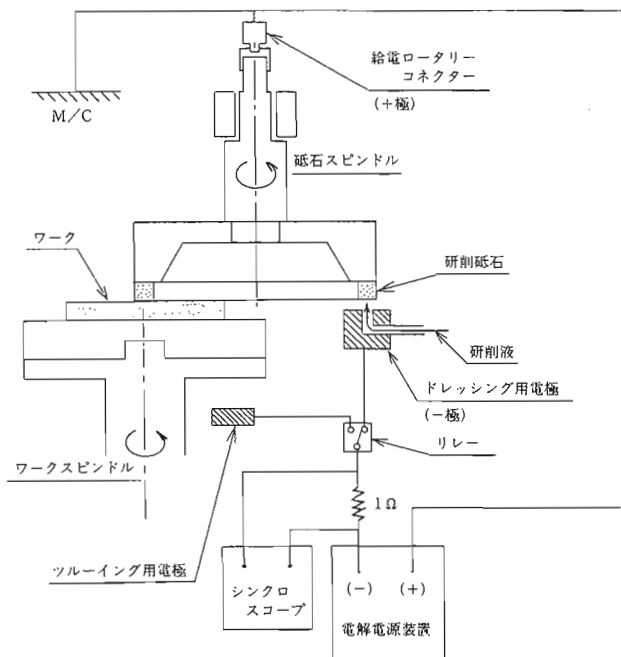 給電ロータリー
コネクター
(+極)
M/C
砥石スピンドル
ワーク
研削砥石
研削液
ドレッシング用電極
(−極)
リレー
ワークスピンドル
1Ω
ツルーイング用電極
シンクロ
スコープ
(−) (+)
電解電源装置